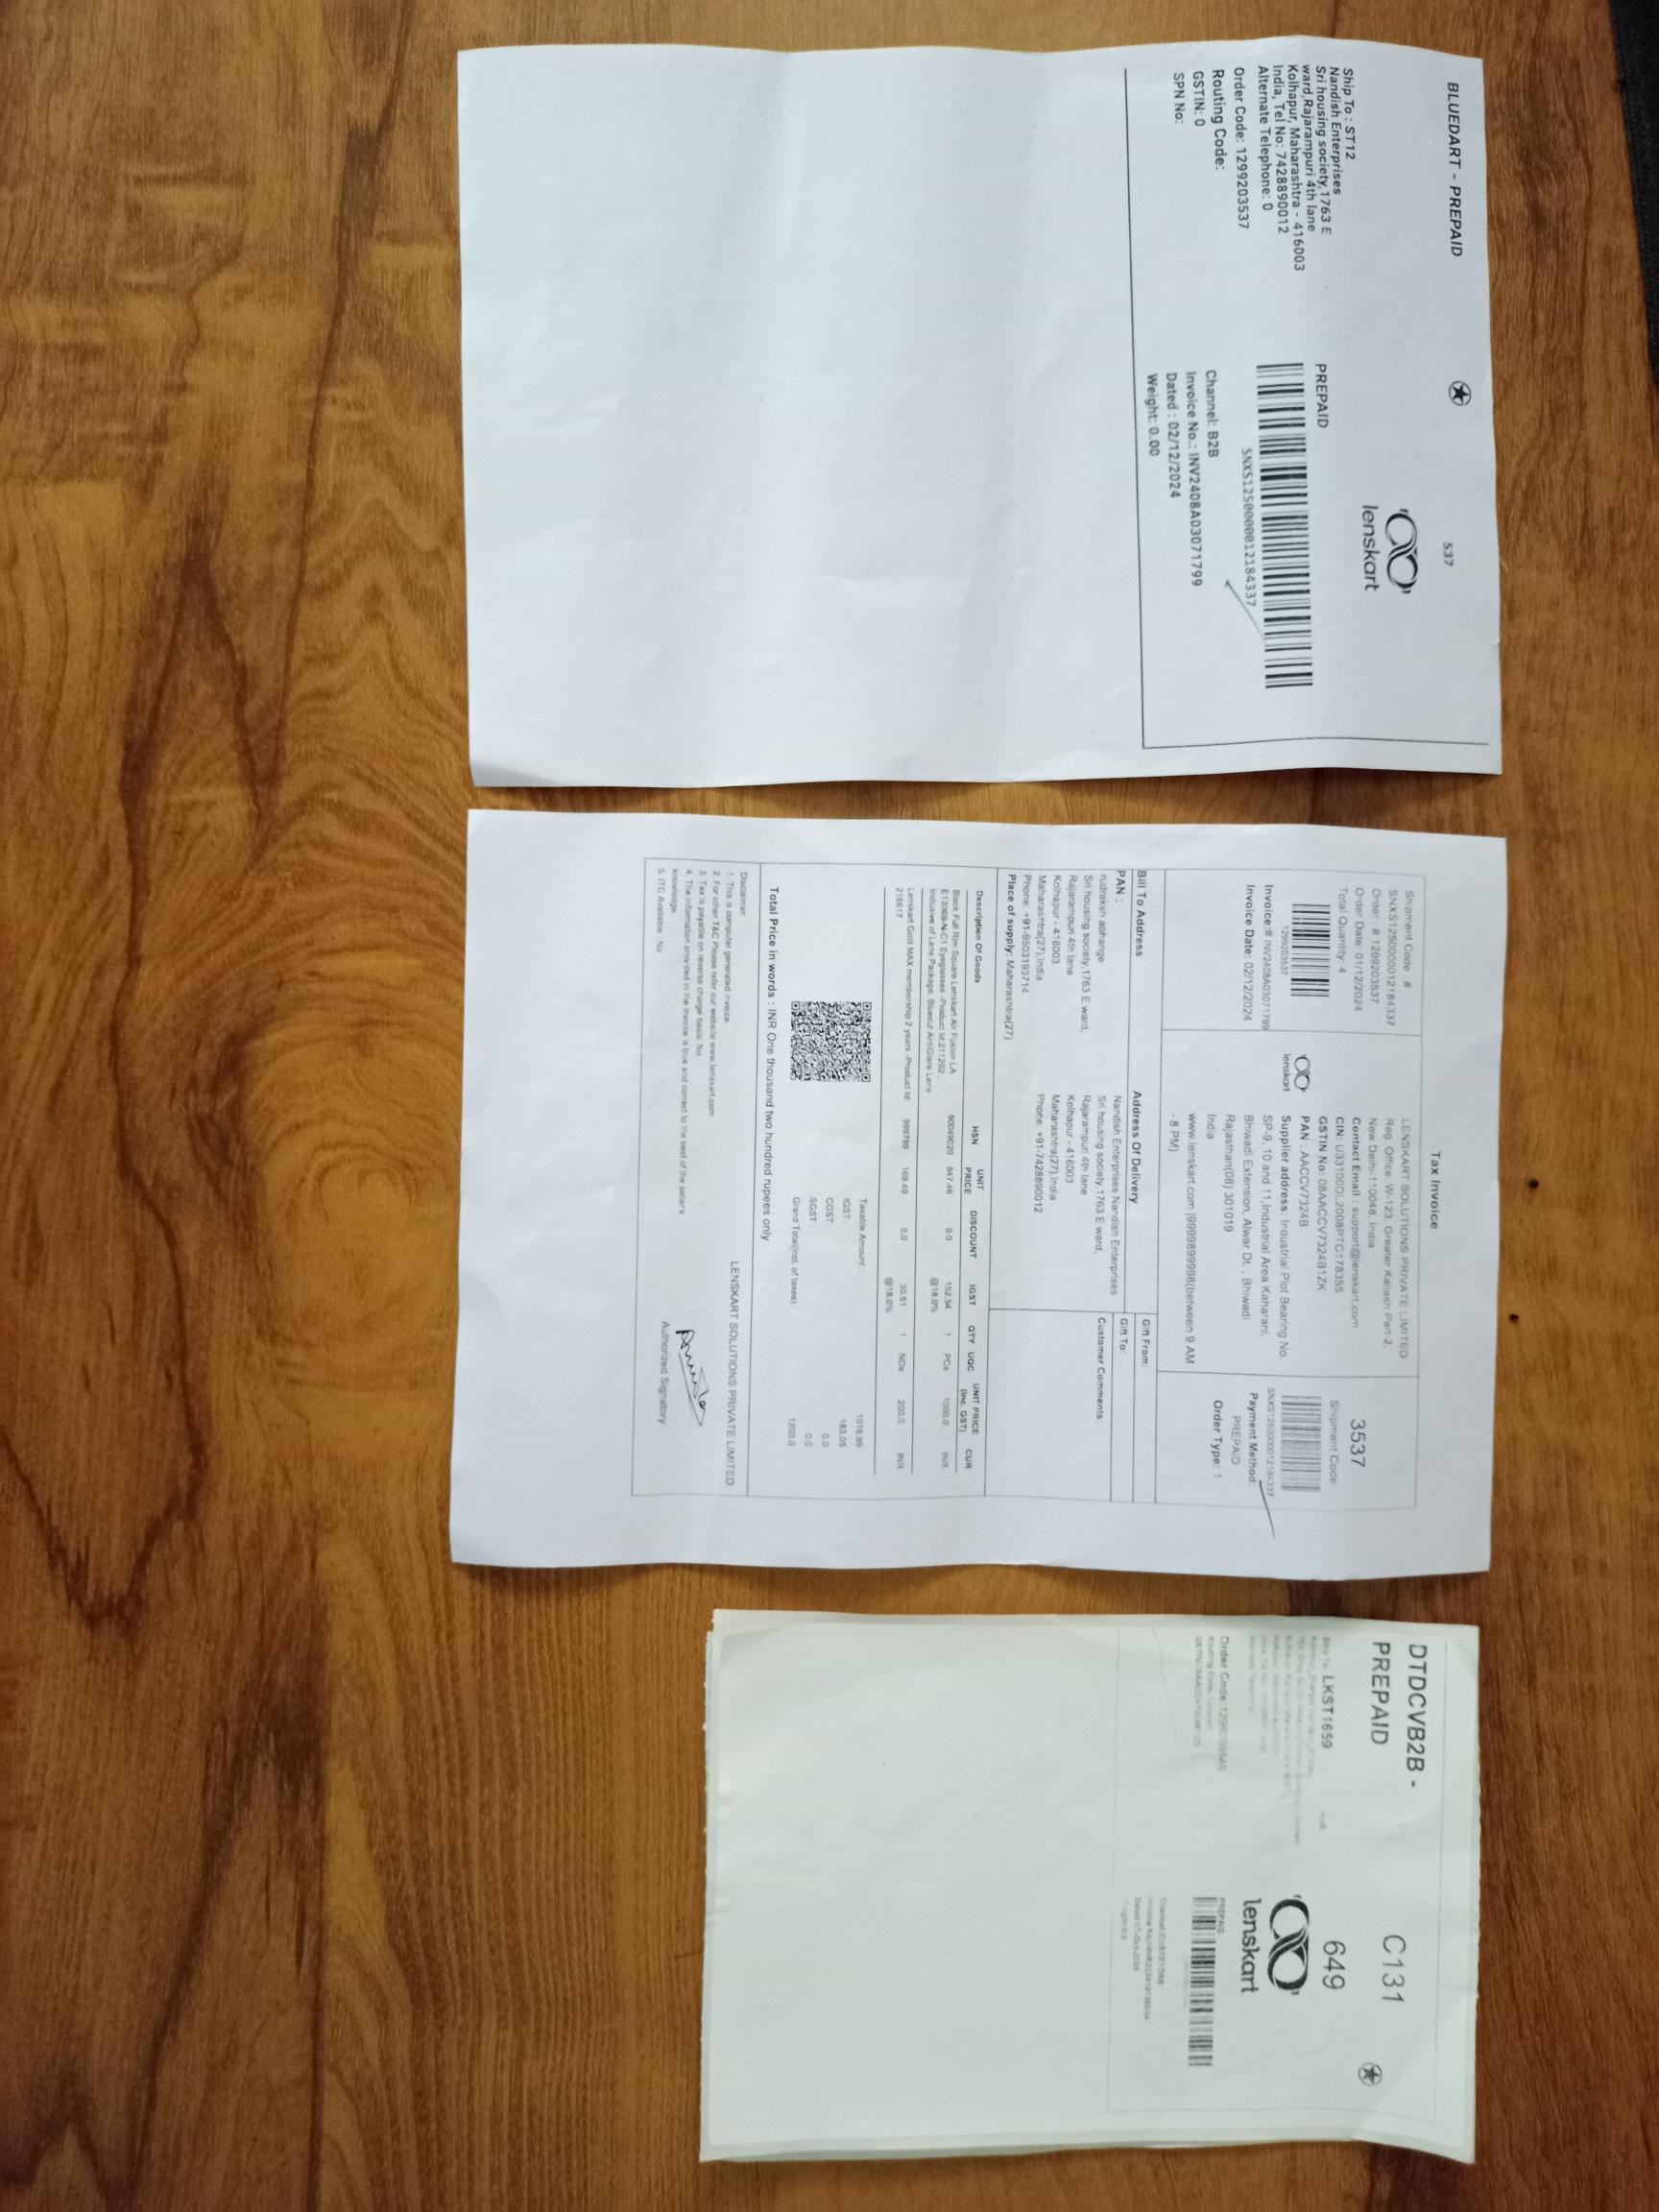 BLUEDART - PREPAID
537
lenskart
Ship To : ST12
Nandish Enterprises
Sri housing society,1763 E
ward,Rajarampuri 4th lane
Kolhapur, Maharashtra - 416003
India, Tel No: 7428890012
Alternate Telephone: 0
Order Code: 1299203537
Routing Code:
GSTIN: 0
SPN No:
PREPAID
SNXS1250000012184337
Channel: B2B
Invoice No.: INV2408A03071799
Dated : 02/12/2024
Weight: 0.00
Tax Invoice
Shipment Code : #
SNXS1250000012184337
Order : # 1299203537
Order Date: 01/12/2024
Total Quantity: 4
1299203537
Invoice:# INV2408A03071799
Invoice Date: 02/12/2024
lenskart
LENSKART SOLUTIONS PRIVATE LIMITED
Reg. Office: W-123, Greater Kailash Part-2,
New Delhi-110048, India
Contact Email : support@lenskart.com
CIN: U33100DL2008PTC178355
GSTIN No: 08AACCV7324B1ZK
PAN : AACCV7324B
Supplier address: Industrial Plot Bearing No.
SP-9, 10 and 11,Industrial Area Kaharani,
Bhiwadi Extension, Alwar Dt. , Bhiwadi
Rajasthan(08) 301019
India
www.lenskart.com |9999899998(between 9 AM
- 8 PM)
3537
Shipment Code:
SNXS1250000012184337
Payment Method:
PREPAID
Order Type: 1
Bill To Address
PAN :
rudraksh abhange
Sri housing society,1763 E ward,
Rajarampuri 4th lane
Kolhapur - 416003
Maharashtra(27),India
Phone: +91-9503193714
Place of supply: Maharashtra(27)
Address Of Delivery
Nandish Enterprises Nandish Enterprises
Sri housing society,1763 E ward,
Rajarampuri 4th lane
Kolhapur - 416003
Maharashtra(27),India
Phone: +91-7428890012
Gift From:
Gift To:
Customer Comments:
Description Of Goods HSN UNIT PRICE DISCOUNT IGST QTY UQC UNIT PRICE (Inc. GST) CUR
Black Full Rim Square Lenskart Air Fusion LA
E13069-N-C1 Eyeglasses -Product Id:211292, 90049020 847.46 0.0 152.54 1 PCs 1000.0 INR
Inclusive of Lens Package: Bluecut AntiGlare Lens @18.0%
Lenskart Gold MAX membership 2 years -Product Id: 999799 169.49 0.0 30.51 1 NOs 200.0 INR
216617 @18.0%
Taxable Amount : 1016.95
IGST : 183.05
CGST : 0.0
SGST : 0.0
Grand Total(incl. of taxes) : 1200.0
Total Price in words : INR One thousand two hundred rupees only
Disclaimer:
1. This is computer generated invoice
2. For other T&C Please refer our website www.lenskart.com
3. Tax is payable on reverse charge basis: No
4. The information provided in the invoice is true and correct to the best of the seller's
knowledge.
5. ITC Available : No
LENSKART SOLUTIONS PRIVATE LIMITED
Authorized Signatory
DTDCVB2B -
PREPAID
C131
649
lenskart
Ship To: LKST1659
Order Code:
Routing Code:
PREPAID
Channel:CUSTSTORE